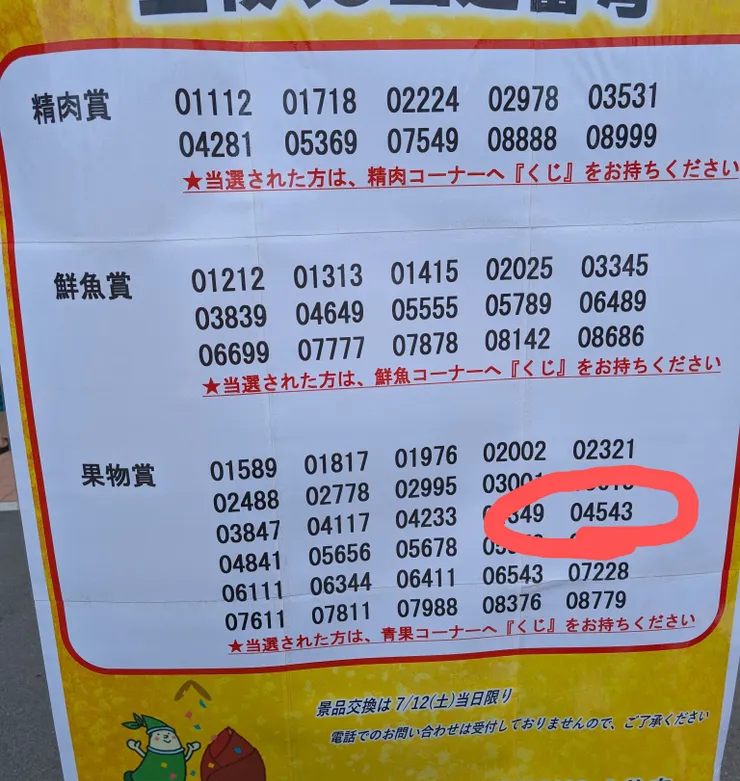 精肉賞 01112 01718 02224 02978 03531
04281 05369 07549 08888 08999
★当選された方は、精肉コーナーへ『くじ』をお持ちください
鮮魚賞 01212 01313 01415 02025 03345
03839 04649 05555 05789 06489
06699 07777 07878 08142 08686
★当選された方は、鮮魚コーナーへ『くじ』をお持ちください
果物賞 01589 01817 01976 02002 02321
02488 02778 02995
03847 04117 04233 04543
04841 05656 05678
06111 06344 06411 06543 07228
07611 07811 07988 08376 08779
★当選された方は、青果コーナーへ『くじ』をお持ちください
景品交換は 7/12(土)当日限り
電話でのお問い合わせは受付しておりませんので、ご了承ください